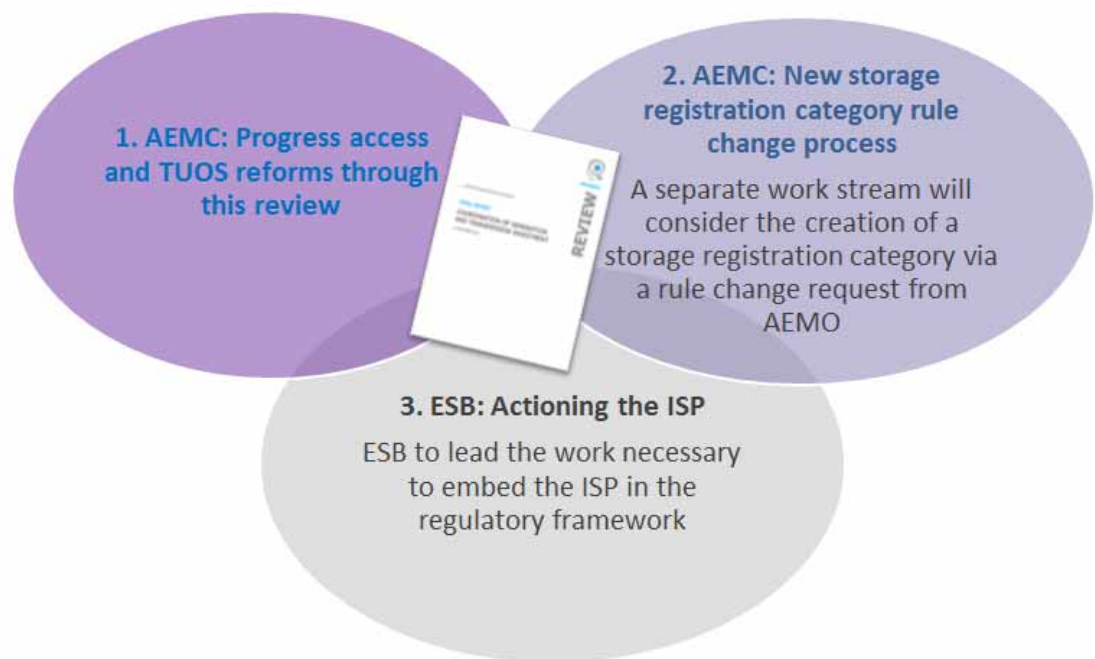 1. AEMC: Progress access
and TUOS reforms through
this review
2. AEMC: New storage
registration category rule
change process
A separate work stream will
consider the creation of a
storage registration category via
a rule change request from
AEMO
REVIEW
3. ESB: Actioning the ISP
ESB to lead the work necessary
to embed the ISP in the
regulatory framework